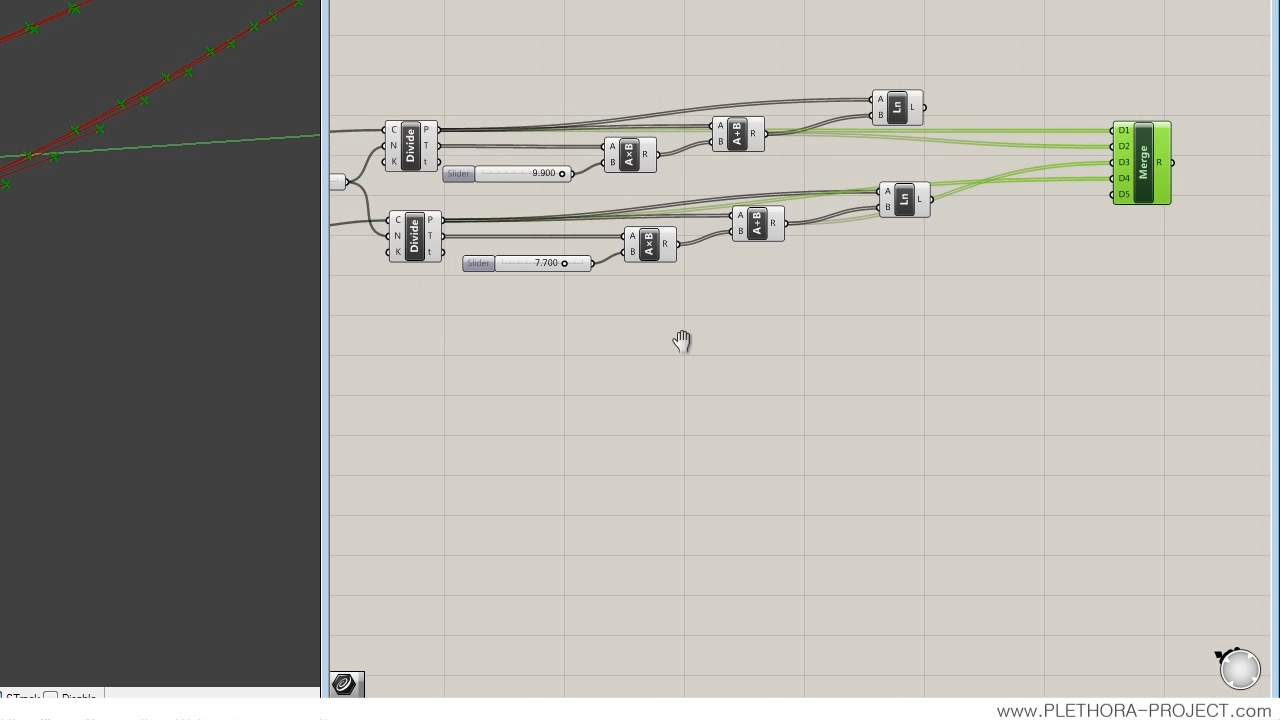 A
Ln
L
B
C
Divide
P
N
T
K
t
A
A+B
R
B
D1
D2
D3
Merge
R
D4
D5
A
A×B
R
B
Slider
9.900
A
Ln
L
B
C
Divide
P
N
T
K
t
A
A+B
R
B
A
A×B
R
B
Slider
7.700
www.PLETHORA-PROJECT.com